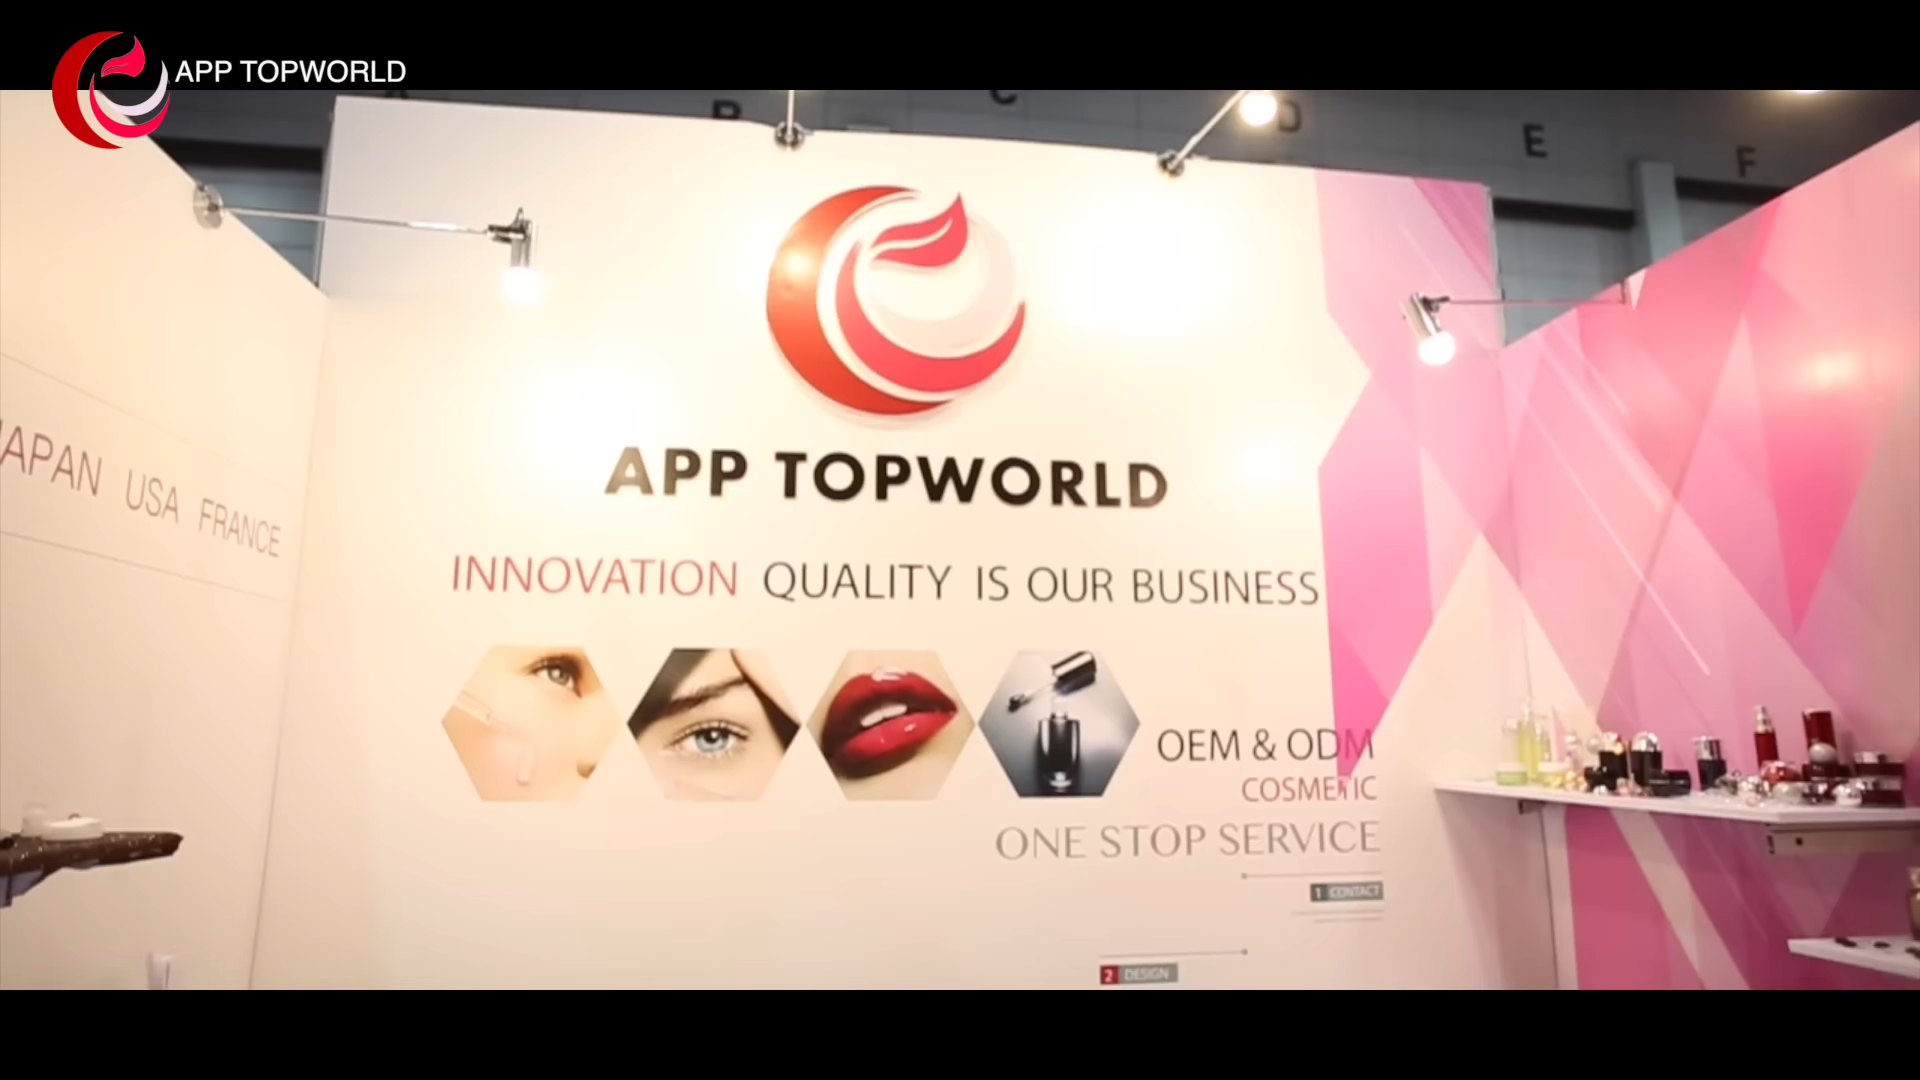 APP TOPWORLD
E
F
APP TOPWORLD
JAPAN USA FRANCE
INNOVATION QUALITY IS OUR BUSINESS
OEM & ODM
COSMETIC
ONE STOP SERVICE
1 CONTACT
2 DESIGN